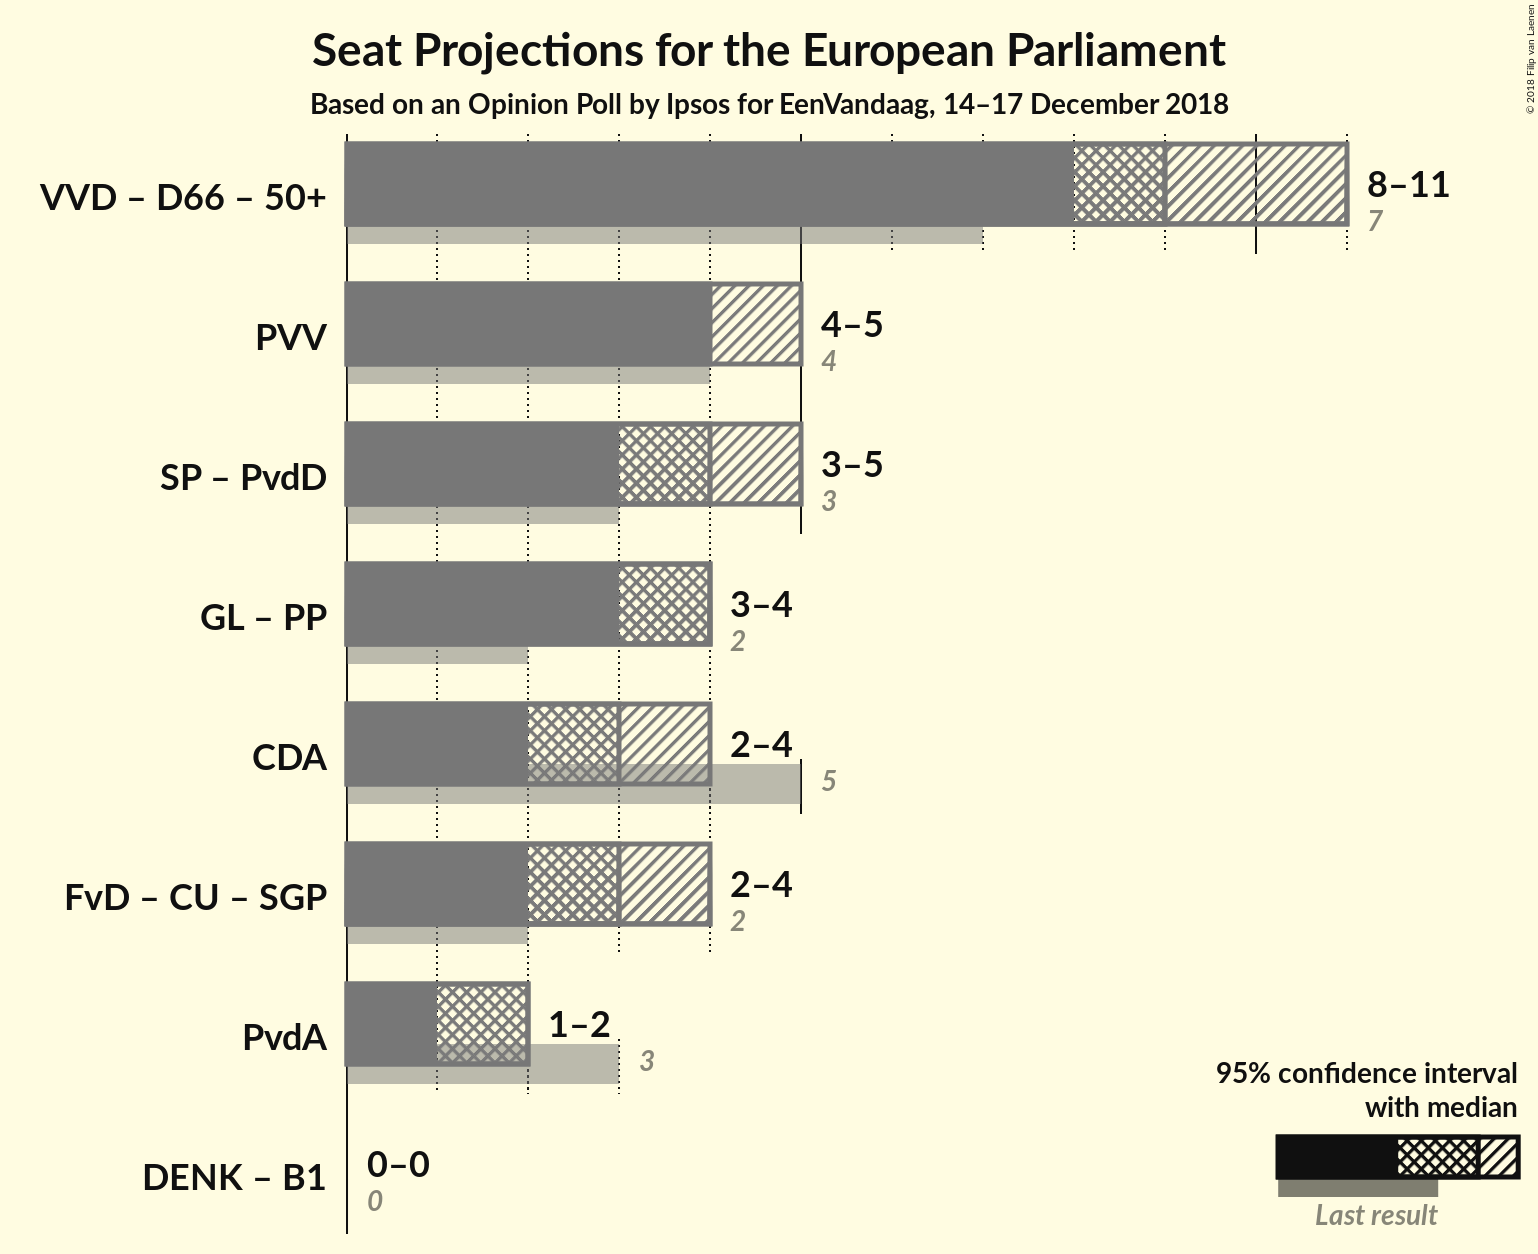 Seat Projections for the European Parliament
Based on an Opinion Poll by Ipsos for EenVandaag, 14–17 December 2018
© 2018 Filip van Laenen
VVD – D66 – 50+
8–11
7
PVV
4–5
4
SP – PvdD
3–5
3
GL – PP
3–4
2
CDA
2–4
5
FvD – CU – SGP
2–4
2
PvdA
1–2
3
DENK – B1
0–0
0
95% confidence interval
with median
Last result